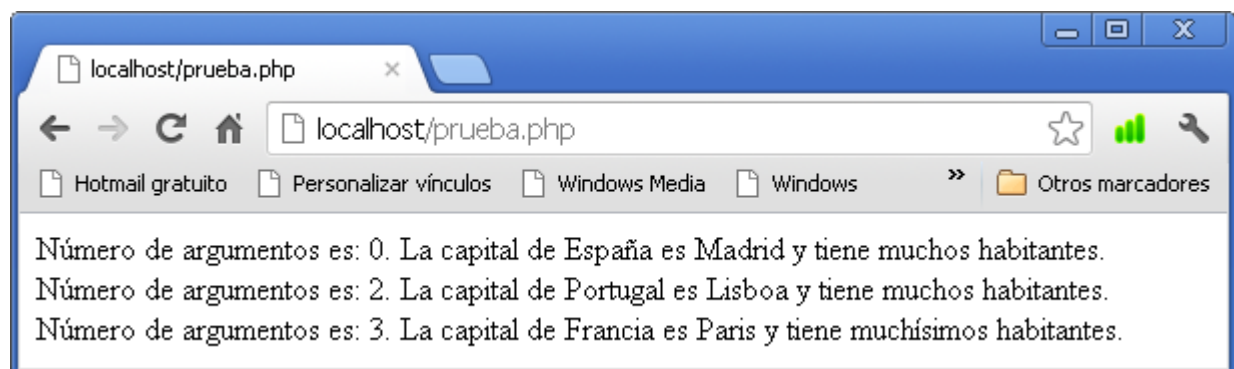 localhost/prueba.php
localhost/prueba.php
Hotmail gratuito Personalizar vínculos Windows Media Windows » Otros marcadores
Número de argumentos es: 0. La capital de España es Madrid y tiene muchos habitantes.
Número de argumentos es: 2. La capital de Portugal es Lisboa y tiene muchos habitantes.
Número de argumentos es: 3. La capital de Francia es Paris y tiene muchísimos habitantes.